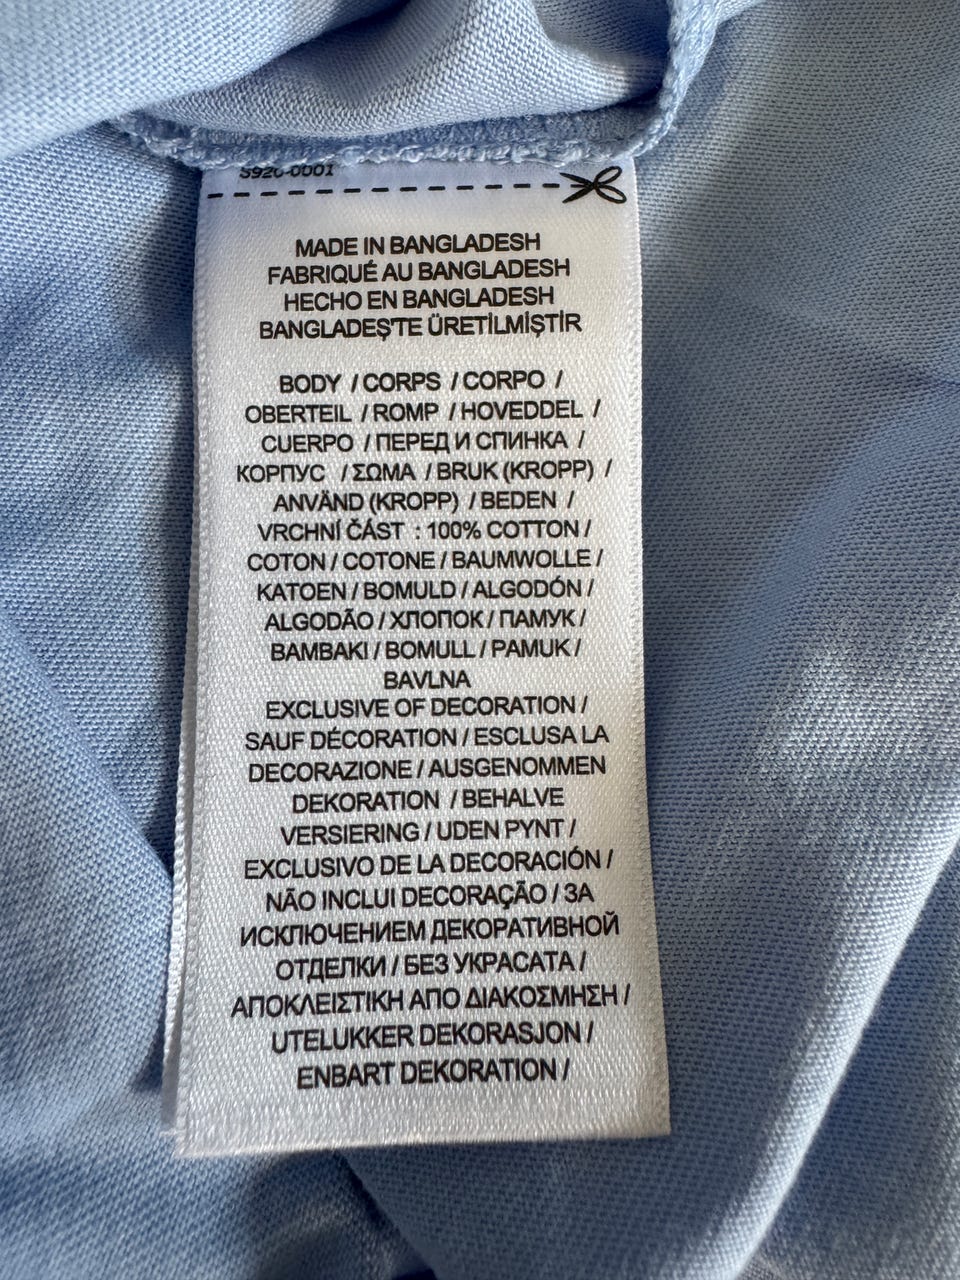 S920-0001
MADE IN BANGLADESH
FABRIQUÉ AU BANGLADESH
HECHO EN BANGLADESH
BANGLADEŞ'TE ÜRETİLMİŞTİR
BODY / CORPS / CORPO /
OBERTEIL / ROMP / HOVEDDEL /
CUERPO / ПЕРЕД И СПИНКА /
КОРПУС / ΣΩΜΑ / BRUK (KROPP) /
ANVÄND (KROPP) / BEDEN /
VRCHNÍ ČÁST : 100% COTTON /
COTON / COTONE / BAUMWOLLE /
KATOEN / BOMULD / ALGODÓN /
ALGODÃO / ХЛОПОК / ПАМУК /
BAMBAKI / BOMULL / PAMUK /
BAVLNA
EXCLUSIVE OF DECORATION /
SAUF DÉCORATION / ESCLUSA LA
DECORAZIONE / AUSGENOMMEN
DEKORATION / BEHALVE
VERSIERING / UDEN PYNT /
EXCLUSIVO DE LA DECORACIÓN /
NÃO INCLUI DECORAÇÃO / ЗА
ИСКЛЮЧЕНИЕМ ДЕКОРАТИВНОЙ
ОТДЕЛКИ / БЕЗ УКРАСАТА /
ΑΠΟΚΛΕΙΣΤΙΚΗ ΑΠΟ ΔΙΑΚΟΣΜΗΣΗ /
UTELUKKER DEKORASJON /
ENBART DEKORATION /